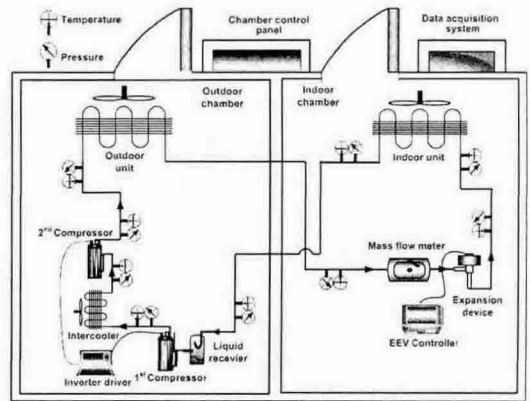 Temperature
Pressure
Chamber control
panel
Data acquisition
system
Outdoor
chamber
Indoor
chamber
Outdoor
unit
Indoor unit
2nd Compressor
Mass flow meter
Intercooler
Expansion
device
EEV Controller
Liquid
recevier
Inverter driver
1st Compressor